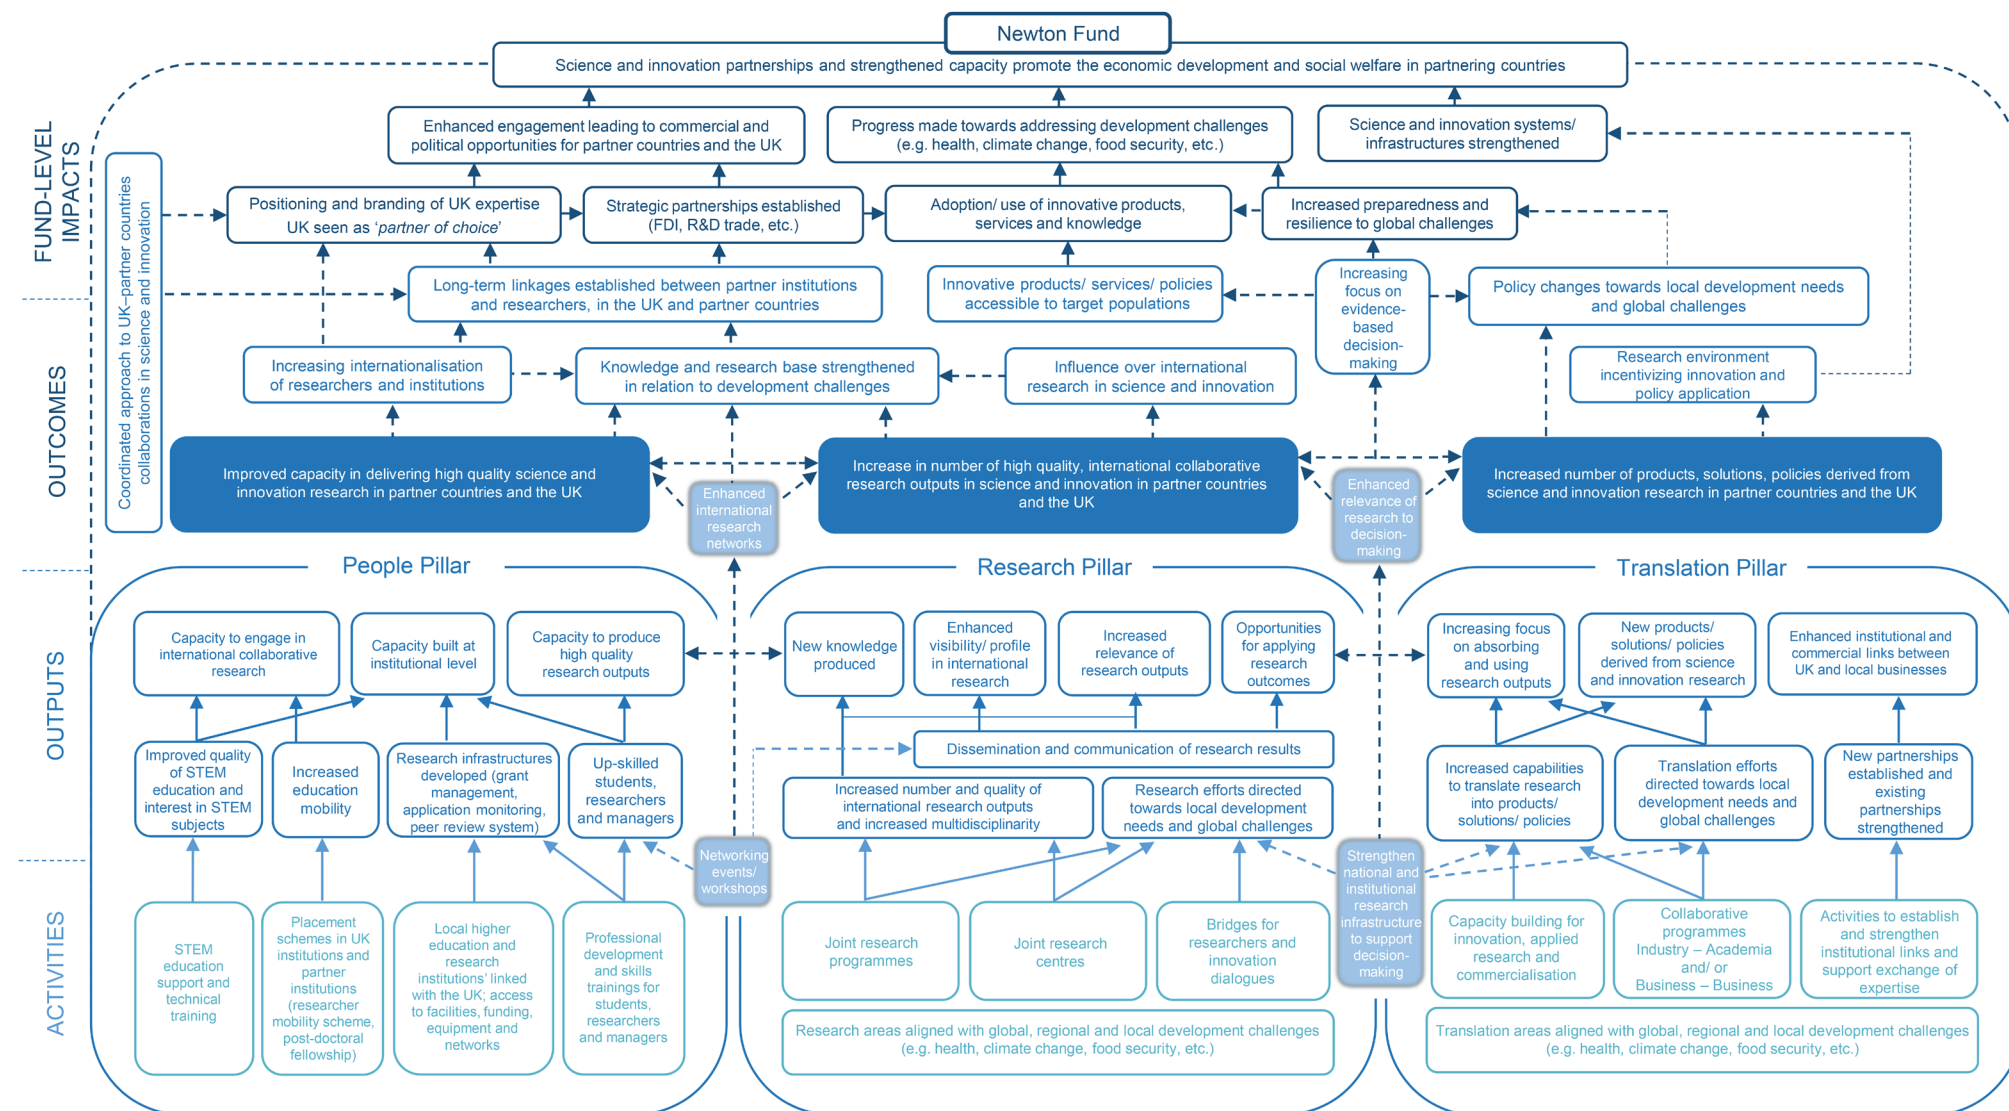 Newton Fund
Science and innovation partnerships and strengthened capacity promote the economic development and social welfare in partnering countries
FUND-LEVEL
IMPACTS
Enhanced engagement leading to commercial and
political opportunities for partner countries and the UK
Progress made towards addressing development challenges
(e.g. health, climate change, food security, etc.)
Science and innovation systems/
infrastructures strengthened
Coordinated approach to UK–partner countries
collaborations in science and innovation
Positioning and branding of UK expertise
UK seen as ‘partner of choice’
Strategic partnerships established
(FDI, R&D trade, etc.)
Adoption/ use of innovative products,
services and knowledge
Increased preparedness and
resilience to global challenges
OUTCOMES
Long-term linkages established between partner institutions
and researchers, in the UK and partner countries
Innovative products/ services/ policies
accessible to target populations
Increasing
focus on
evidence-
based
decision-
making
Policy changes towards local development needs
and global challenges
Increasing internationalisation
of researchers and institutions
Knowledge and research base strengthened
in relation to development challenges
Influence over international
research in science and innovation
Research environment
incentivizing innovation and
policy application
Improved capacity in delivering high quality science and
innovation research in partner countries and the UK
Enhanced
international
research
networks
Increase in number of high quality, international collaborative
research outputs in science and innovation in partner countries
and the UK
Enhanced
relevance of
research to
decision-
making
Increased number of products, solutions, policies derived from
science and innovation research in partner countries and the UK
People Pillar
Research Pillar
Translation Pillar
OUTPUTS
Capacity to engage in
international collaborative
research
Capacity built at
institutional level
Capacity to produce
high quality
research outputs
New knowledge
produced
Enhanced
visibility/ profile
in international
research
Increased
relevance of
research outputs
Opportunities
for applying
research
outcomes
Increasing focus
on absorbing
and using
research outputs
New products/
solutions/ policies
derived from science
and innovation research
Enhanced institutional and
commercial links between
UK and local businesses
Improved quality
of STEM
education and
interest in STEM
subjects
Increased
education
mobility
Research infrastructures
developed (grant
management,
application monitoring,
peer review system)
Up-skilled
students,
researchers
and managers
Dissemination and communication of research results
Increased number and quality of
international research outputs
and increased multidisciplinarity
Research efforts directed
towards local development
needs and global challenges
Increased capabilities
to translate research
into products/
solutions/ policies
Translation efforts
directed towards local
development needs and
global challenges
New partnerships
established and
existing
partnerships
strengthened
Networking
events/
workshops
Strengthen
national and
institutional
research
infrastructure
to support
decision-
making
ACTIVITIES
STEM
education
support and
technical
training
Placement
schemes in UK
institutions and
partner
institutions
(researcher
mobility scheme,
post-doctoral
fellowship)
Local higher
education and
research
institutions’ linked
with the UK; access
to facilities, funding,
equipment and
networks
Professional
development
and skills
trainings for
students,
researchers
and managers
Joint research
programmes
Joint research
centres
Bridges for
researchers and
innovation
dialogues
Capacity building for
innovation, applied
research and
commercialisation
Collaborative
programmes
Industry – Academia
and/ or
Business – Business
Activities to establish
and strengthen
institutional links and
support exchange of
expertise
Research areas aligned with global, regional and local development challenges
(e.g. health, climate change, food security, etc.)
Translation areas aligned with global, regional and local development challenges
(e.g. health, climate change, food security, etc.)